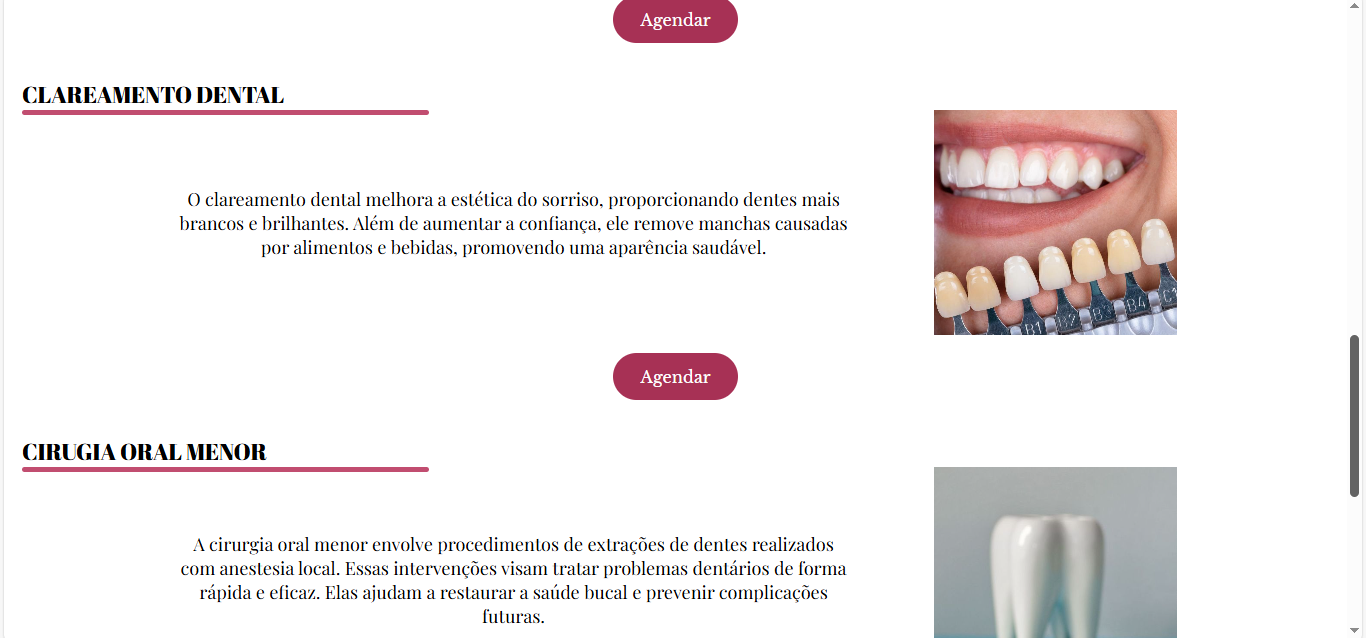 Agendar
CLAREAMENTO DENTAL
O clareamento dental melhora a estética do sorriso, proporcionando dentes mais
brancos e brilhantes. Além de aumentar a confiança, ele remove manchas causadas
por alimentos e bebidas, promovendo uma aparência saudável.
B1 B2 B3 B4 C1
Agendar
CIRUGIA ORAL MENOR
A cirurgia oral menor envolve procedimentos de extrações de dentes realizados
com anestesia local. Essas intervenções visam tratar problemas dentários de forma
rápida e eficaz. Elas ajudam a restaurar a saúde bucal e prevenir complicações
futuras.